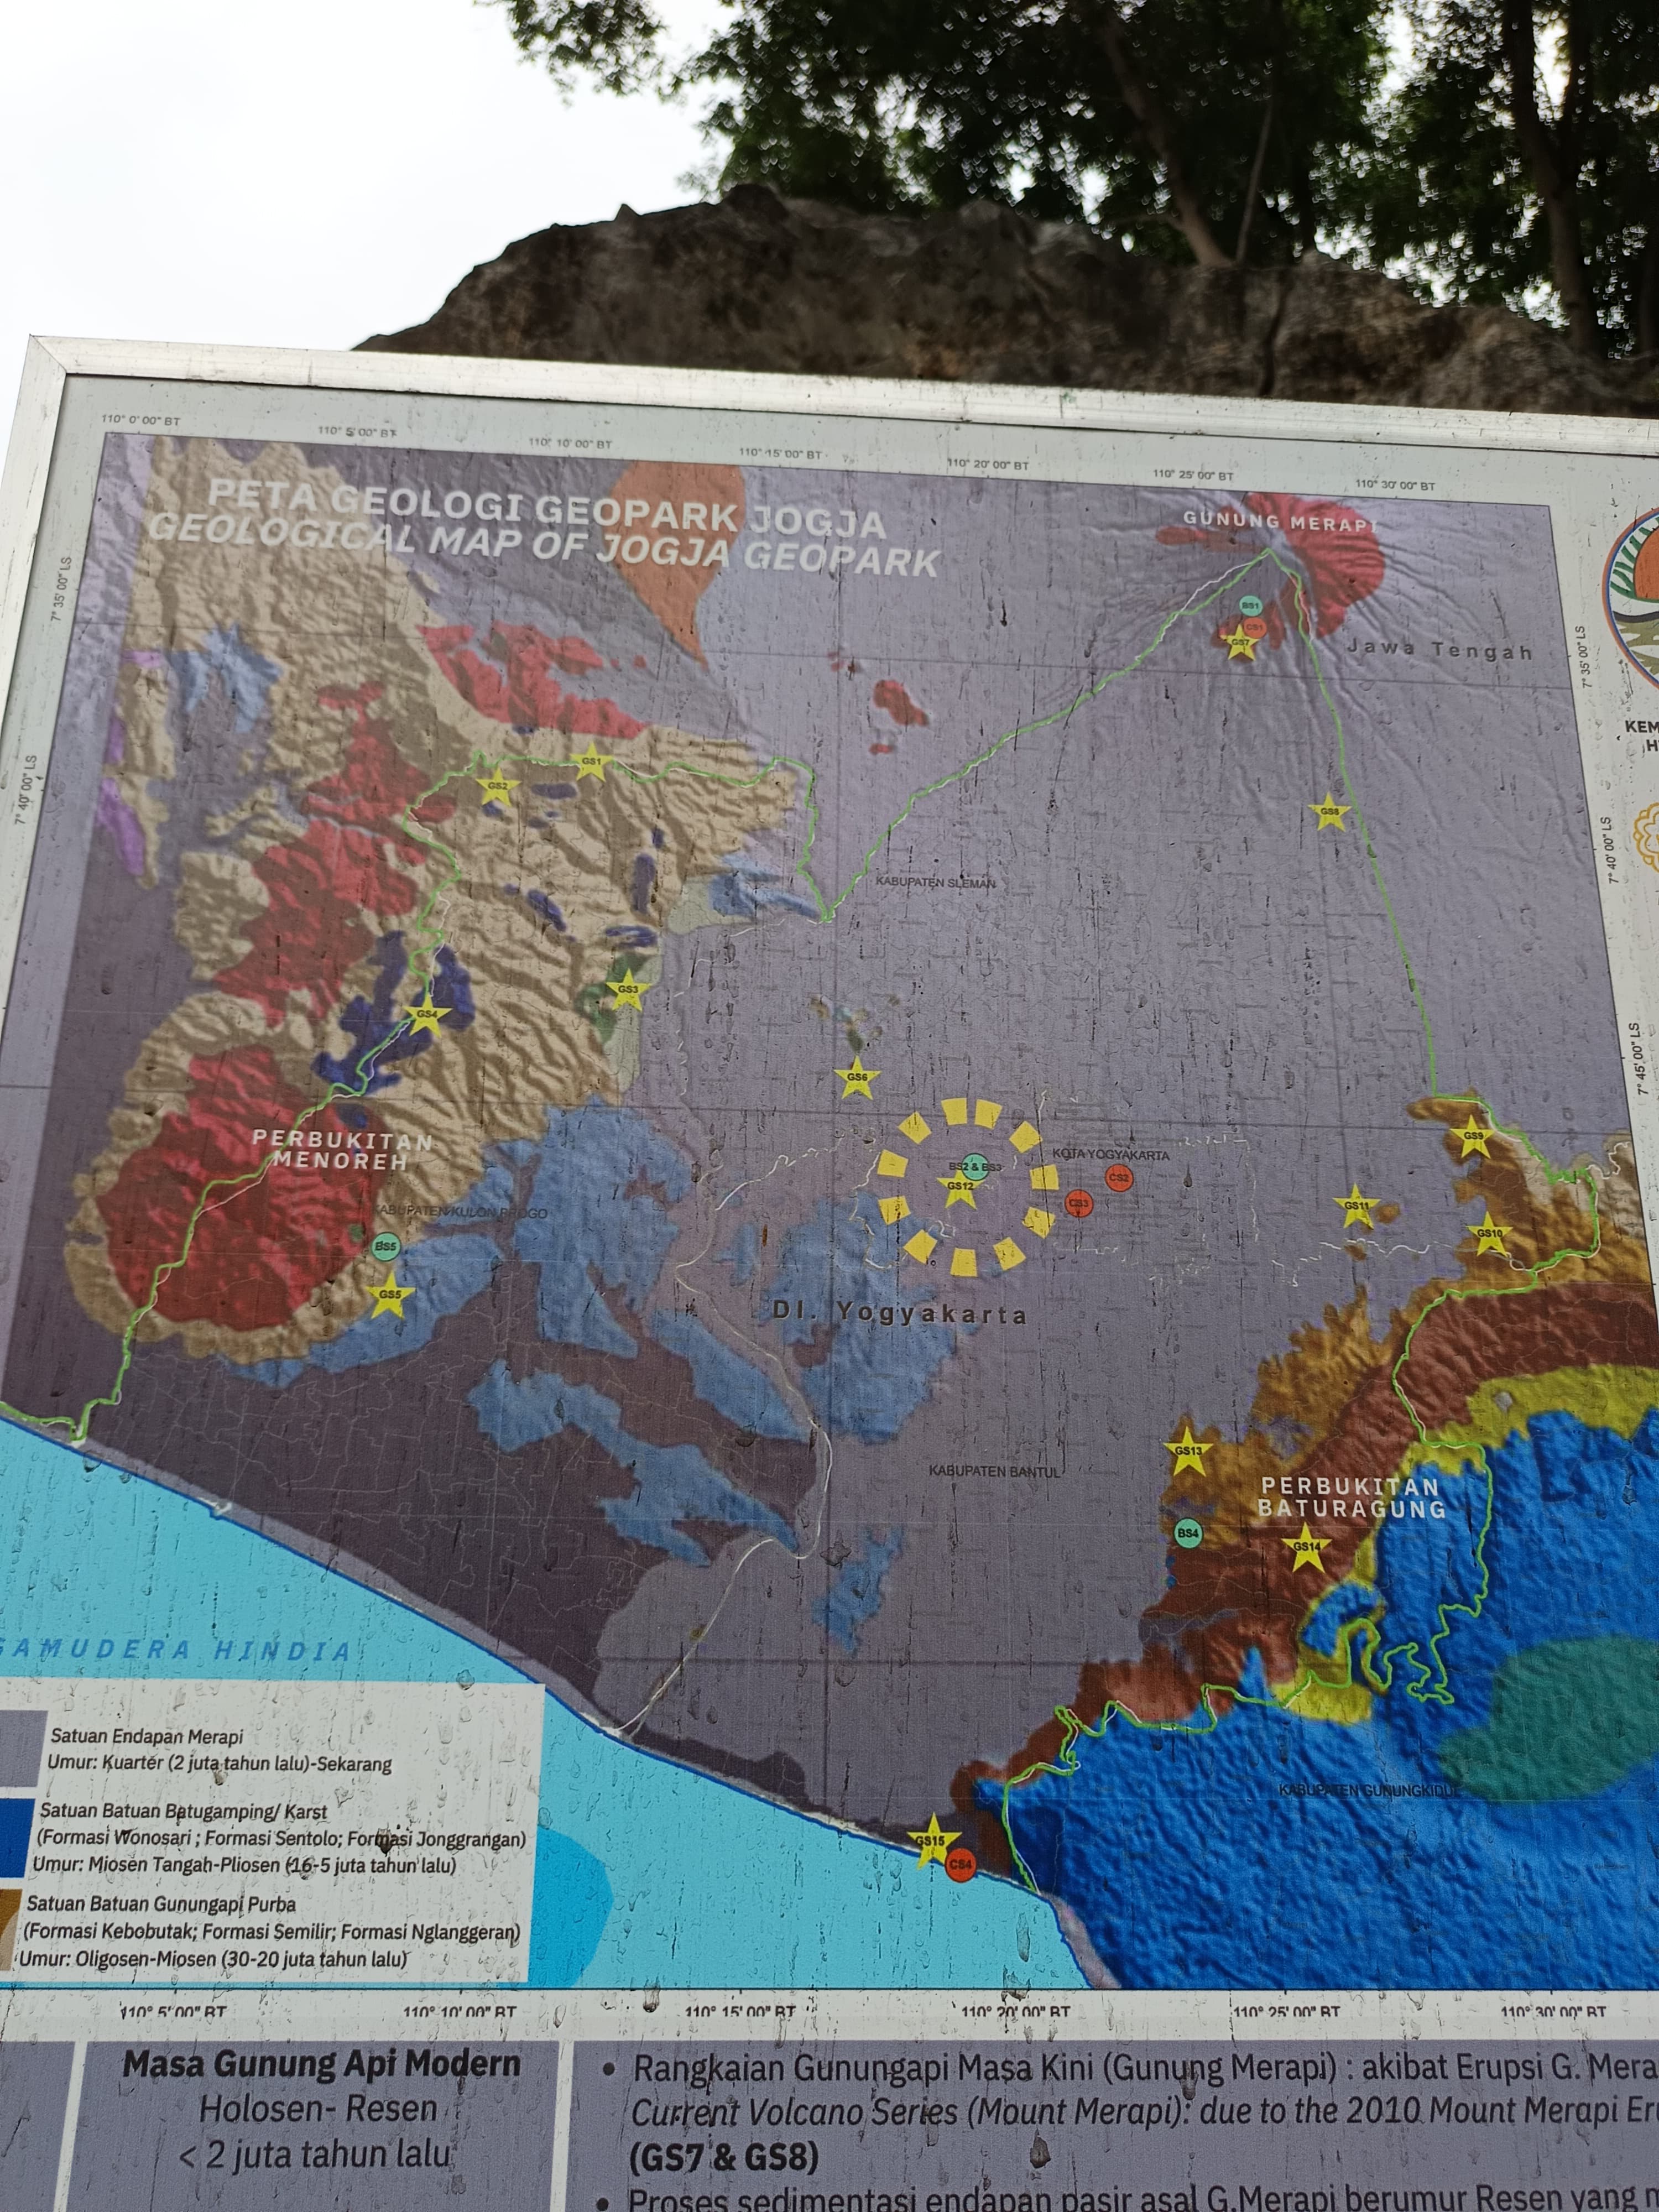 110° 0' 00" BT
110° 5' 00" BT
110° 10' 00" BT
110° 15' 00" BT
110° 20' 00" BT
110° 25' 00" BT
110° 30' 00" BT
PETA GEOLOGI GEOPARK JOGJA
GEOLOGICAL MAP OF JOGJA GEOPARK
GUNUNG MERAPI
7° 35' 00" LS
BS1
CS1
GS7
Jawa Tengah
7° 35' 00" LS
KEM
H
GS1
GS2
7° 40' 00" LS
GS8
7° 40' 00" LS
KABUPATEN SLEMAN
GS3
GS4
GS6
7° 45' 00" LS
PERBUKITAN
MENOREH
GS9
KOTA YOGYAKARTA
BS2 & BS3
GS12
CS2
CS3
KABUPATEN KULON PROGO
GS11
GS10
BS5
GS5
DI. Yogyakarta
GS13
KABUPATEN BANTUL
PERBUKITAN
BATURAGUNG
BS4
GS14
SAMUDERA HINDIA
KABUPATEN GUNUNGKIDUL
GS15
CS4
Satuan Endapan Merapi
Umur: Kuarter (2 juta tahun lalu)-Sekarang
Satuan Batuan Batugamping/ Karst
(Formasi Wonosari ; Formasi Sentolo; Formasi Jonggrangan)
Umur: Miosen Tangah-Pliosen (16-5 juta tahun lalu)
Satuan Batuan Gunungapi Purba
(Formasi Kebobutak; Formasi Semilir; Formasi Nglanggeran)
Umur: Oligosen-Miosen (30-20 juta tahun lalu)
110° 5' 00" BT
110° 10' 00" BT
110° 15' 00" BT
110° 20' 00" BT
110° 25' 00" BT
110° 30' 00" BT
Masa Gunung Api Modern
Holosen- Resen
< 2 juta tahun lalu
• Rangkaian Gunungapi Masa Kini (Gunung Merapi) : akibat Erupsi G. Mera
Current Volcano Series (Mount Merapi): due to the 2010 Mount Merapi Eru
(GS7 & GS8)
• Proses sedimentasi endapan pasir asal G.Merapi berumur Resen yang m